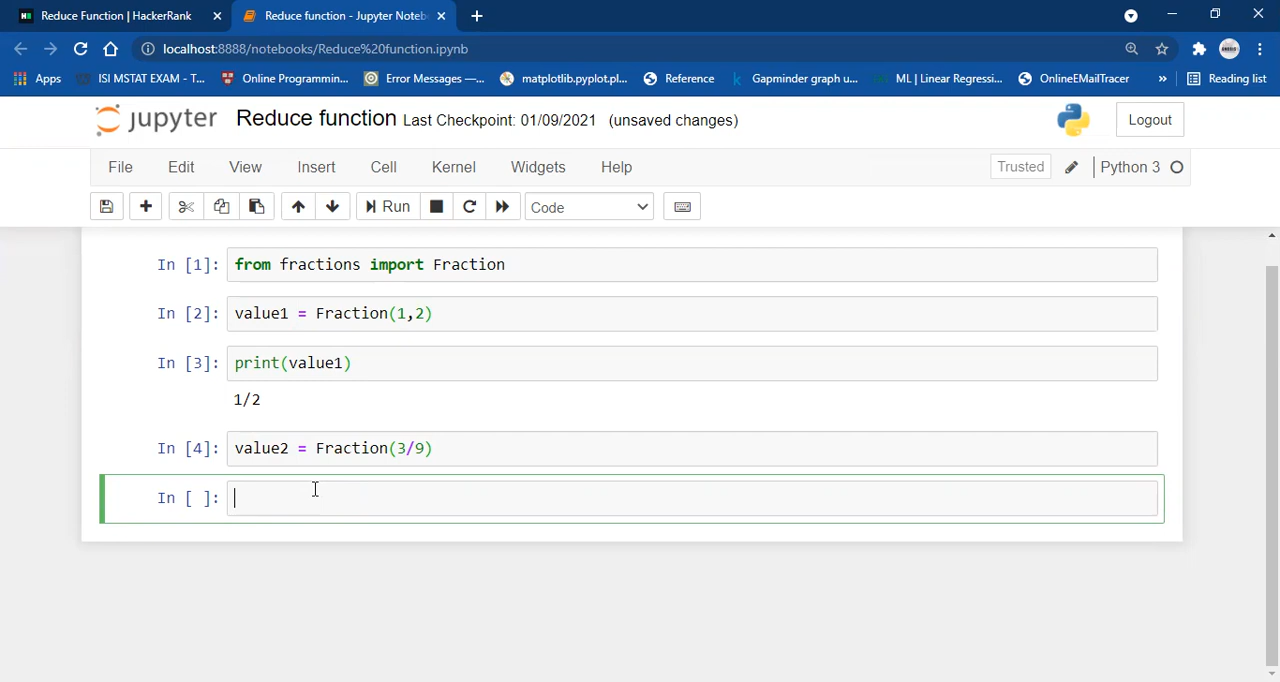 Reduce Function | HackerRank
Reduce function - Jupyter Noteb
localhost:8888/notebooks/Reduce%20function.ipynb
Apps ISI MSTAT EXAM - T... Online Programmin... Error Messages —... matplotlib.pyplot.pl... Reference Gapminder graph u... ML | Linear Regressi... OnlineEMailTracer » Reading list
jupyter Reduce function Last Checkpoint: 01/09/2021 (unsaved changes) Logout
File Edit View Insert Cell Kernel Widgets Help Trusted Python 3
Run Code
In [1]: from fractions import Fraction
In [2]: value1 = Fraction(1,2)
In [3]: print(value1)
1/2
In [4]: value2 = Fraction(3/9)
In [ ]: